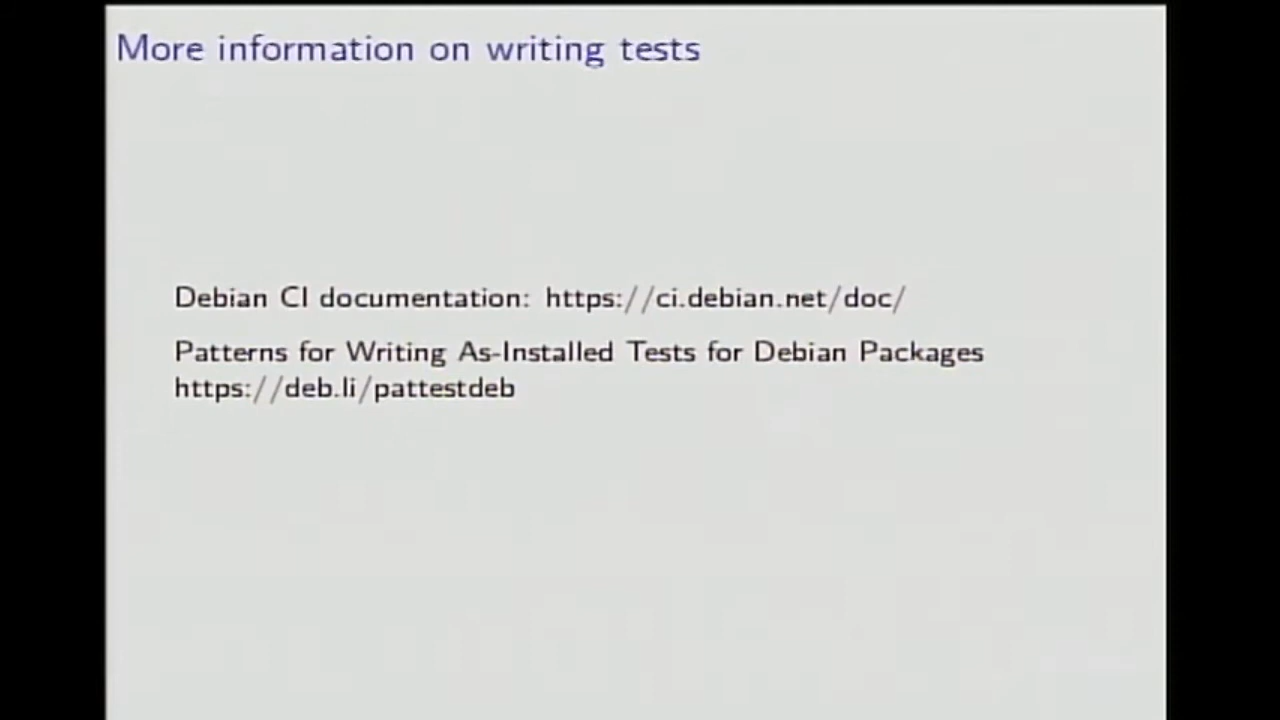 More information on writing tests
Debian CI documentation: https://ci.debian.net/doc/
Patterns for Writing As-Installed Tests for Debian Packages
https://deb.li/pattestdeb